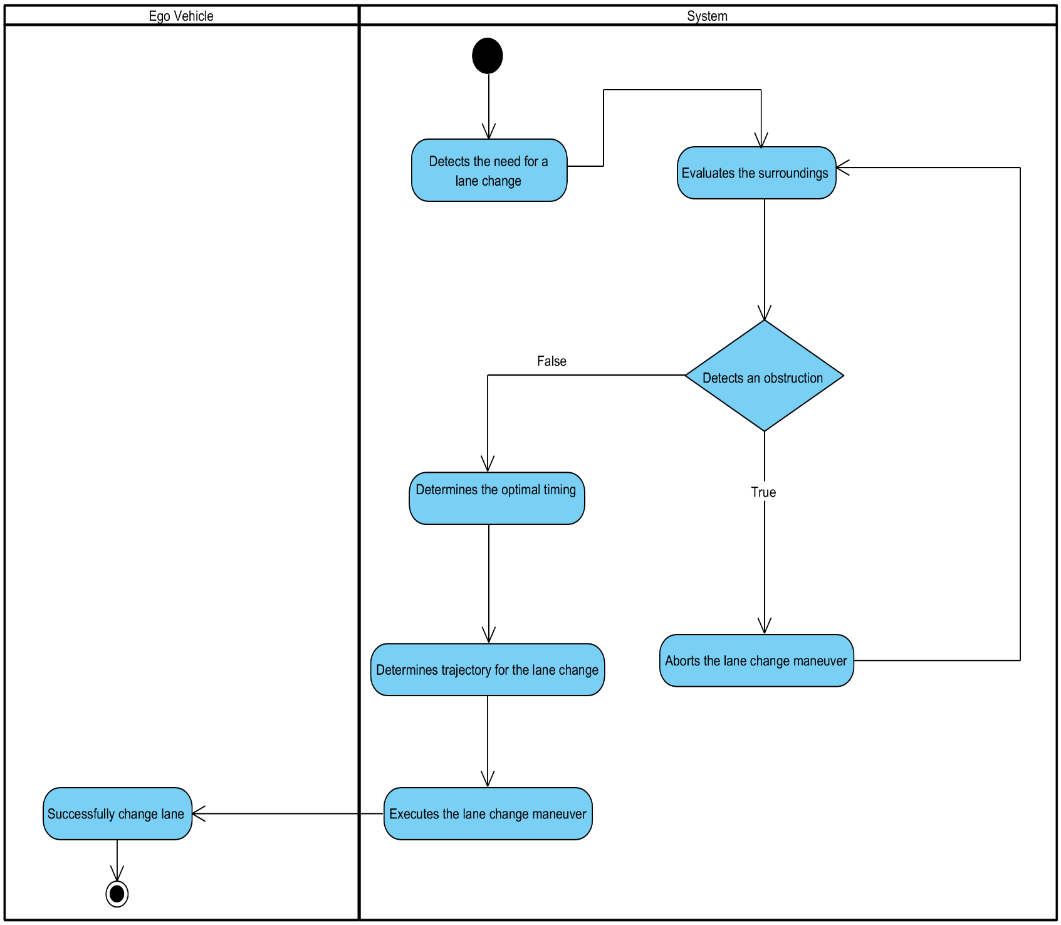 Ego Vehicle
System
Detects the need for a
lane change
Evaluates the surroundings
Detects an obstruction
False
True
Determines the optimal timing
Determines trajectory for the lane change
Aborts the lane change maneuver
Executes the lane change maneuver
Successfully change lane